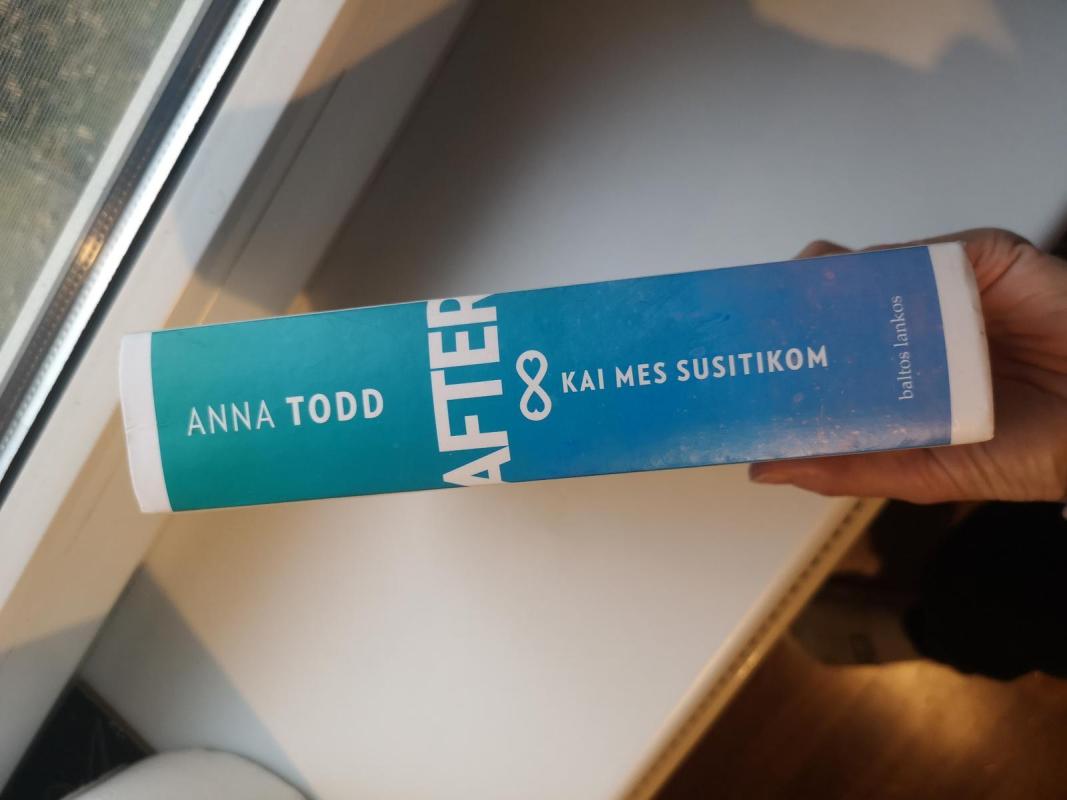 ANNA TODD
AFTER
KAI MES SUSITIKOM
baltos lankos